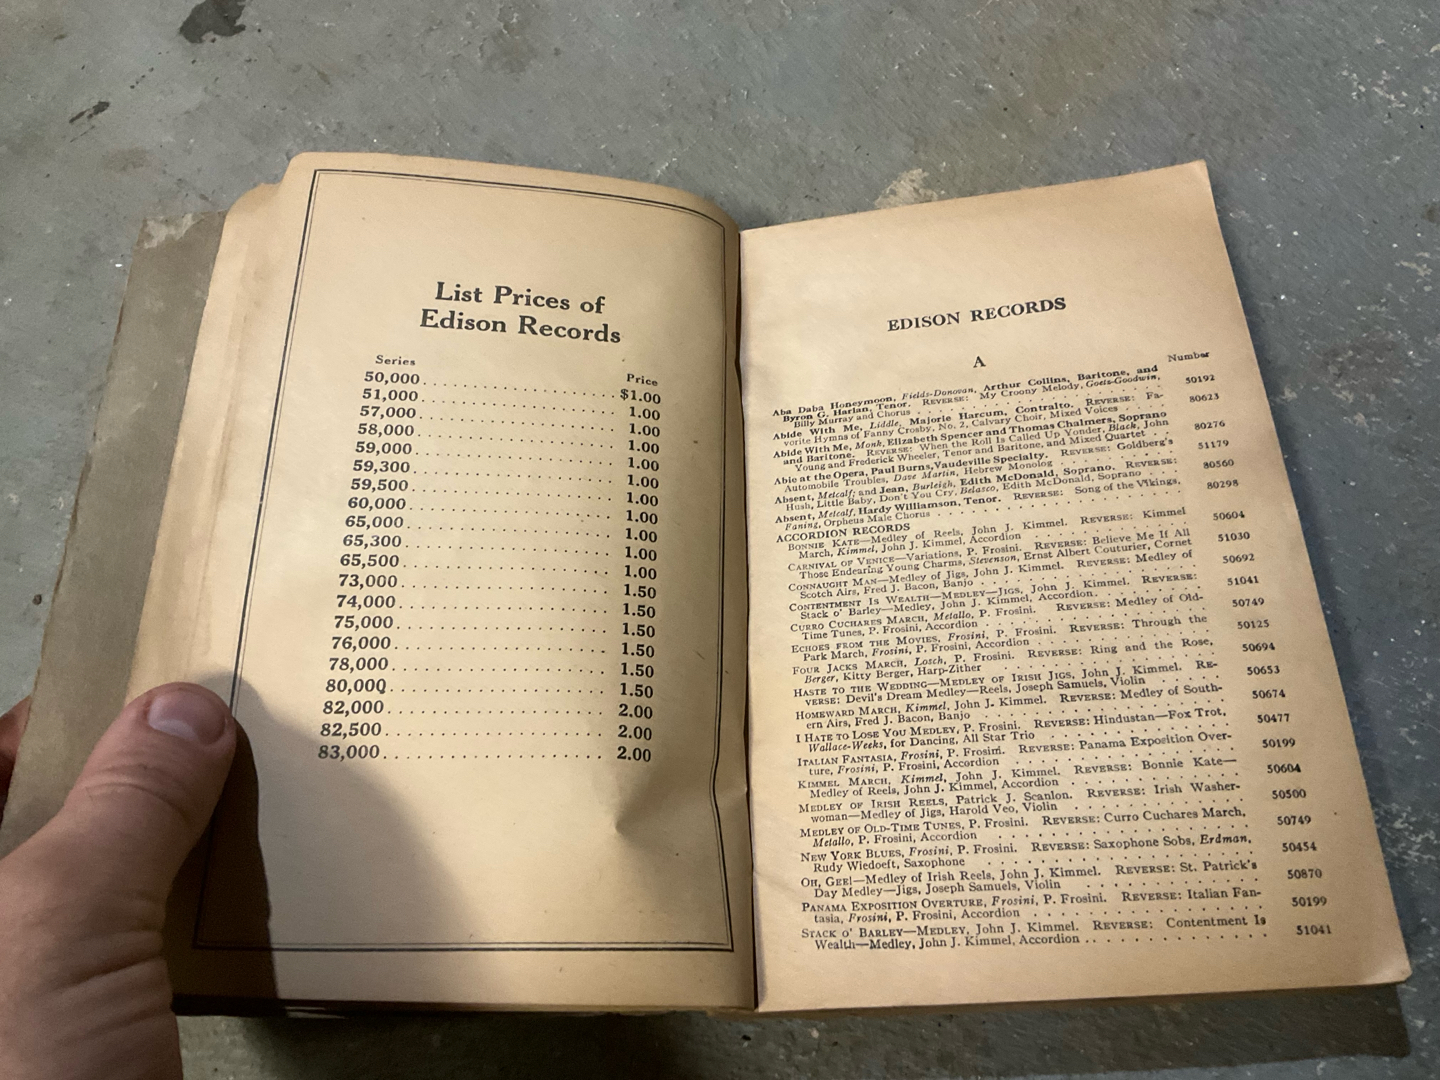 List Prices of
Edison Records
Series Price
50,000 $1.00
51,000 1.00
57,000 1.00
58,000 1.00
59,000 1.00
59,300 1.00
59,500 1.00
60,000 1.00
65,000 1.00
65,300 1.00
65,500 1.00
73,000 1.50
74,000 1.50
75,000 1.50
76,000 1.50
78,000 1.50
80,000 1.50
82,000 2.00
82,500 2.00
83,000 2.00
EDISON RECORDS
A
Number
Aba Daba Honeymoon, Fields-Donovan, Arthur Collins, Baritone, and
Byron G. Harlan, Tenor. REVERSE: My Croony Melody, Goetz-Goodwin,
Billy Murray and Chorus 50192
Abide With Me, Liddle, Majorie Harcum, Contralto. REVERSE: Fa-
vorite Hymns of Fanny Crosby, No. 2, Calvary Choir, Mixed Voices 80623
Abide With Me, Monk, Elizabeth Spencer and Thomas Chalmers, Soprano
and Baritone. REVERSE: When the Roll Is Called Up Yonder, Black, John
Young and Frederick Wheeler, Tenor and Baritone, and Mixed Quartet 80276
Abie at the Opera, Paul Burns, Vaudeville Specialty. REVERSE: Goldberg's
Automobile Troubles, Dave Martin, Hebrew Monolog 51179
Absent, Metcalf; and Jean, Burleigh, Edith McDonald, Soprano. REVERSE:
Hush, Little Baby, Don't You Cry, Belasco, Edith McDonald, Soprano 80560
Absent, Metcalf, Hardy Williamson, Tenor. REVERSE: Song of the Vikings,
Faning, Orpheus Male Chorus 80298
ACCORDION RECORDS
BONNIE KATE—Medley of Reels, John J. Kimmel. REVERSE: Kimmel
March, Kimmel, John J. Kimmel, Accordion 50604
CARNIVAL OF VENICE—Variations, P. Frosini. REVERSE: Believe Me If All
Those Endearing Young Charms, Stevenson, Ernst Albert Couturier, Cornet 51030
CONNAUGHT MAN—Medley of Jigs, John J. Kimmel. REVERSE: Medley of
Scotch Airs, Fred J. Bacon, Banjo 50692
CONTENTMENT IS WEALTH—MEDLEY—JIGS, John J. Kimmel. REVERSE:
Stack o' Barley—Medley, John J. Kimmel, Accordion 51041
CURRO CUCHARES MARCH, Metallo, P. Frosini. REVERSE: Medley of Old-
Time Tunes, P. Frosini, Accordion 50749
ECHOES FROM THE MOVIES, Frosini, P. Frosini. REVERSE: Through the
Park March, Frosini, P. Frosini, Accordion 50125
FOUR JACKS MARCH, Losch, P. Frosini. REVERSE: Ring and the Rose,
Berger, Kitty Berger, Harp-Zither 50694
HASTE TO THE WEDDING—MEDLEY OF IRISH JIGS, John J. Kimmel. RE-
VERSE: Devil's Dream Medley—Reels, Joseph Samuels, Violin 50653
HOMEWARD MARCH, Kimmel, John J. Kimmel. REVERSE: Medley of South-
ern Airs, Fred J. Bacon, Banjo 50674
I HATE TO LOSE YOU MEDLEY, P. Frosini. REVERSE: Hindustan—Fox Trot,
Wallace-Weeks, for Dancing, All Star Trio 50477
ITALIAN FANTASIA, Frosini, P. Frosini. REVERSE: Panama Exposition Over-
ture, Frosini, P. Frosini, Accordion 50199
KIMMEL MARCH, Kimmel, John J. Kimmel. REVERSE: Bonnie Kate—
Medley of Reels, John J. Kimmel, Accordion 50604
MEDLEY OF IRISH REELS, Patrick J. Scanlon. REVERSE: Irish Washer-
woman—Medley of Jigs, Harold Veo, Violin 50500
MEDLEY OF OLD-TIME TUNES, P. Frosini. REVERSE: Curro Cuchares March,
Metallo, P. Frosini, Accordion 50749
NEW YORK BLUES, Frosini, P. Frosini. REVERSE: Saxophone Sobs, Erdman,
Rudy Wiedoeft, Saxophone 50454
OH, GEE!—Medley of Irish Reels, John J. Kimmel. REVERSE: St. Patrick's
Day Medley—Jigs, Joseph Samuels, Violin 50870
PANAMA EXPOSITION OVERTURE, Frosini, P. Frosini. REVERSE: Italian Fan-
tasia, Frosini, P. Frosini, Accordion 50199
STACK O' BARLEY—MEDLEY, John J. Kimmel. REVERSE: Contentment Is
Wealth—Medley, John J. Kimmel, Accordion 51041